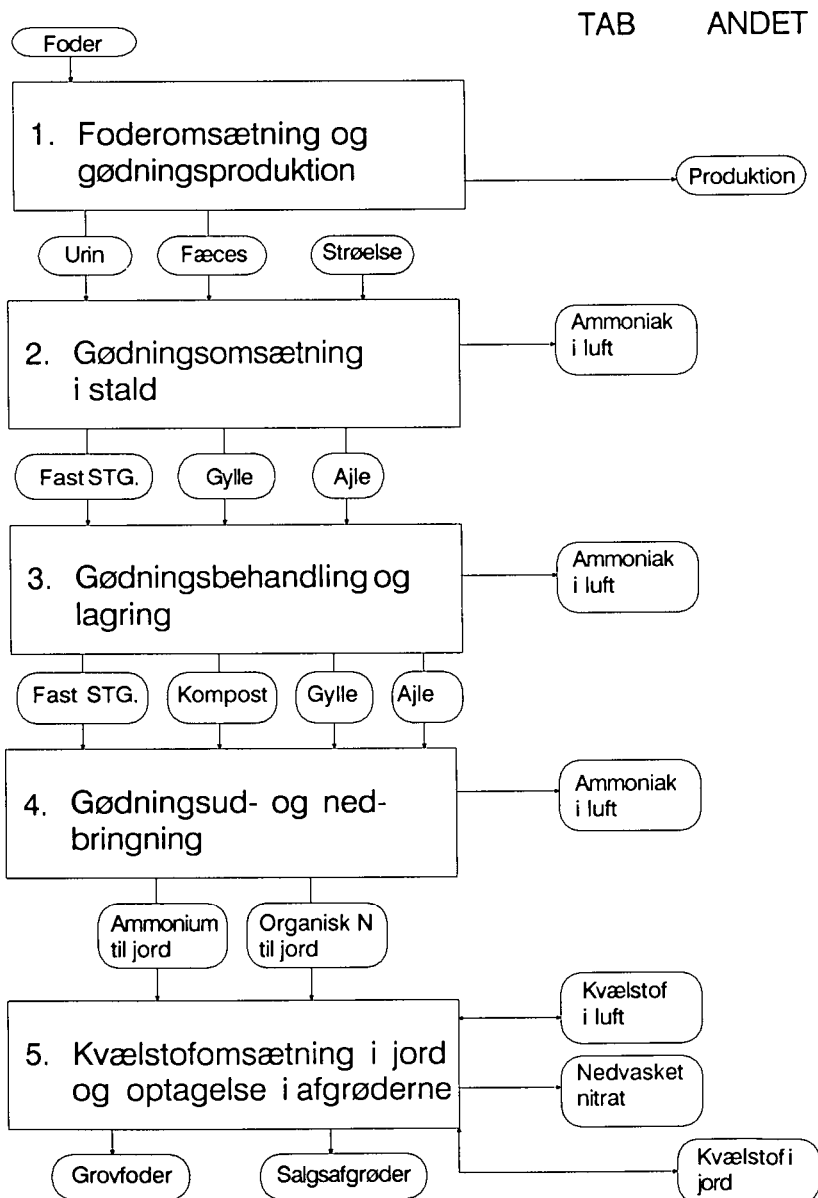 TAB ANDET
Foder
1. Foderomsætning og
gødningsproduktion
Produktion
Urin Fæces Strøelse
2. Gødningsomsætning
i stald
Ammoniak
i luft
Fast STG. Gylle Ajle
3. Gødningsbehandling og
lagring
Ammoniak
i luft
Fast STG. Kompost Gylle Ajle
4. Gødningsud- og ned-
bringning
Ammoniak
i luft
Ammonium
til jord
Organisk N
til jord
5. Kvælstofomsætning i jord
og optagelse i afgrøderne
Kvælstof
i luft
Nedvasket
nitrat
Kvælstof i
jord
Grovfoder Salgsafgrøder